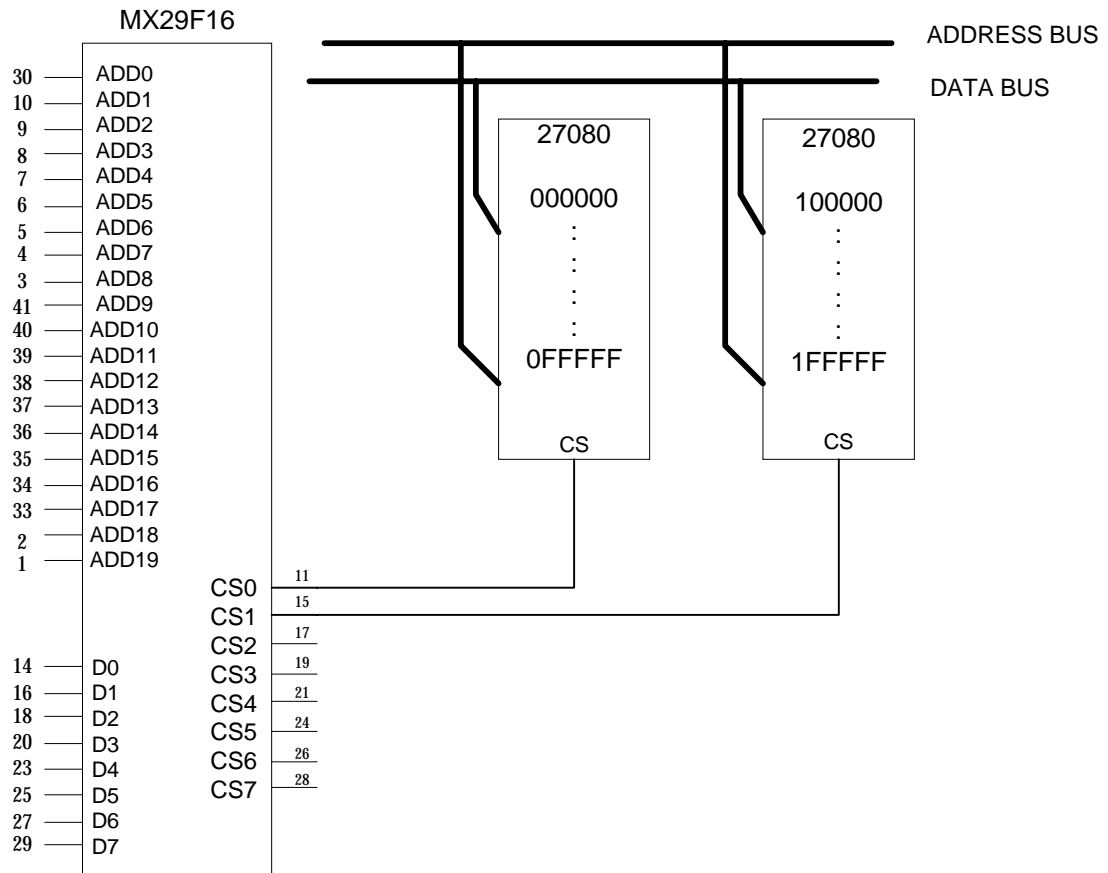 MX29F16
ADDRESS BUS
DATA BUS
30 ADD0
10 ADD1
9 ADD2
8 ADD3
7 ADD4
6 ADD5
5 ADD6
4 ADD7
3 ADD8
41 ADD9
40 ADD10
39 ADD11
38 ADD12
37 ADD13
36 ADD14
35 ADD15
34 ADD16
33 ADD17
2 ADD18
1 ADD19
CS0 11
CS1 15
CS2 17
CS3 19
CS4 21
CS5 24
CS6 26
CS7 28
14 D0
16 D1
18 D2
20 D3
23 D4
25 D5
27 D6
29 D7
27080
000000
0FFFFF
CS
27080
100000
1FFFFF
CS